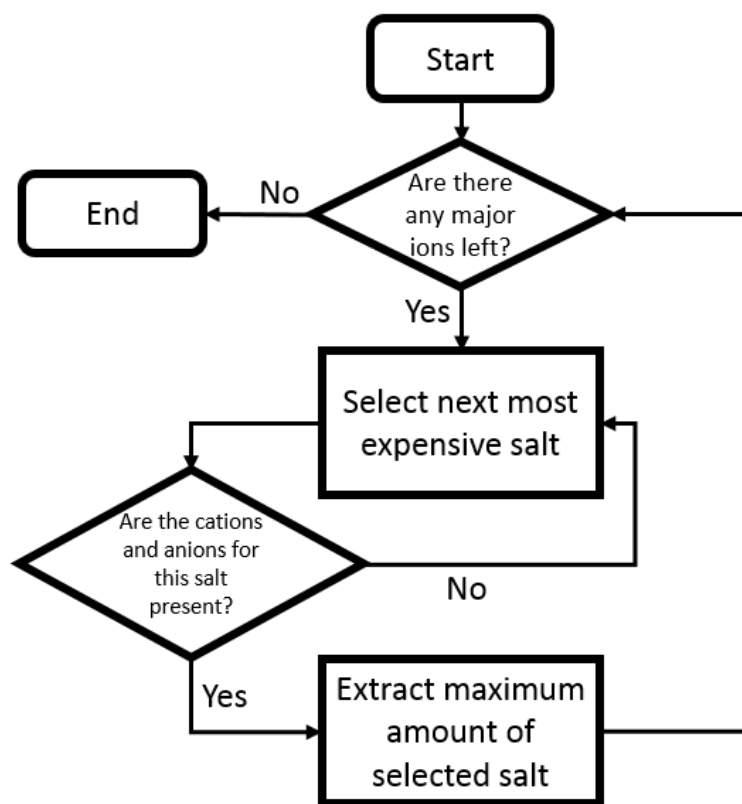 Start
Are there
any major
ions left?
No
End
Yes
Select next most
expensive salt
Are the cations
and anions for
this salt
present?
No
Yes
Extract maximum
amount of
selected salt